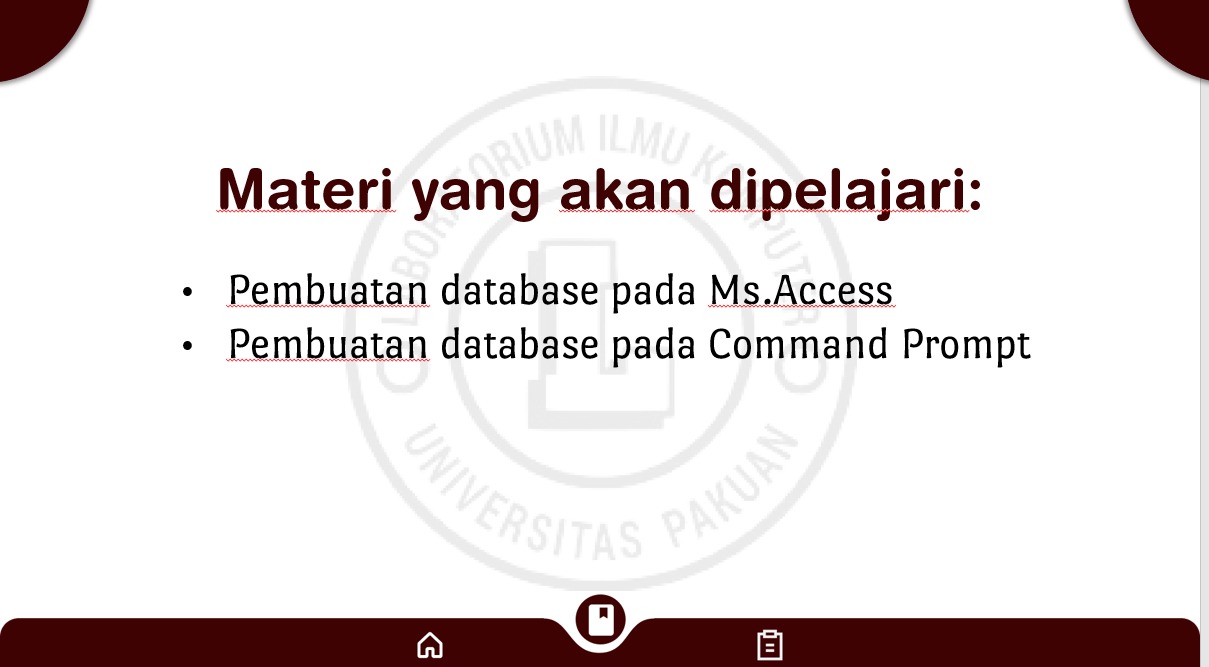 Materi yang akan dipelajari:
• Pembuatan database pada Ms.Access
• Pembuatan database pada Command Prompt
LABORATORIUM ILMU KOMPUTER
UNIVERSITAS PAKUAN